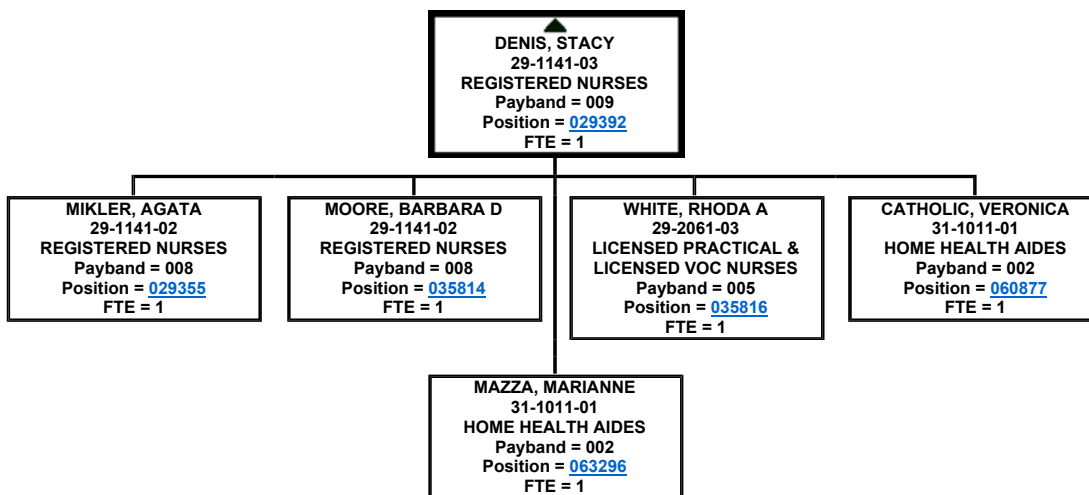 DENIS, STACY
29-1141-03
REGISTERED NURSES
Payband = 009
Position = 029392
FTE = 1
MIKLER, AGATA
29-1141-02
REGISTERED NURSES
Payband = 008
Position = 029355
FTE = 1
MOORE, BARBARA D
29-1141-02
REGISTERED NURSES
Payband = 008
Position = 035814
FTE = 1
WHITE, RHODA A
29-2061-03
LICENSED PRACTICAL &
LICENSED VOC NURSES
Payband = 005
Position = 035816
FTE = 1
CATHOLIC, VERONICA
31-1011-01
HOME HEALTH AIDES
Payband = 002
Position = 060877
FTE = 1
MAZZA, MARIANNE
31-1011-01
HOME HEALTH AIDES
Payband = 002
Position = 063296
FTE = 1